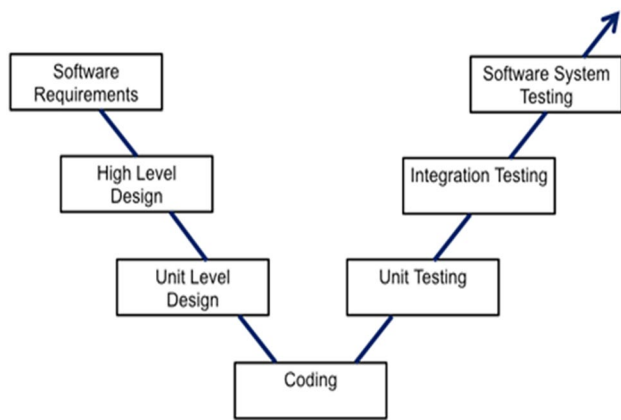 Software
Requirements
Software System
Testing
High Level
Design
Integration Testing
Unit Level
Design
Unit Testing
Coding